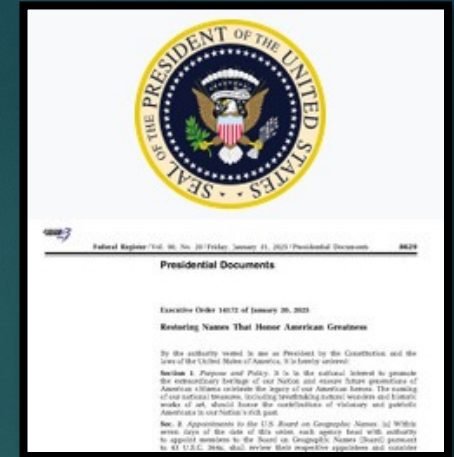 SEAL OF THE PRESIDENT OF THE UNITED STATES
Federal Register / Vol. 90, No. 20 / Friday, January 31, 2025 / Presidential Documents 8629
Presidential Documents
Executive Order 14172 of January 20, 2025
Restoring Names That Honor American Greatness
By the authority vested in me as President by the Constitution and the
laws of the United States of America, it is hereby ordered:
Section 1. Purpose and Policy. It is in the national interest to promote
the extraordinary heritage of our Nation and ensure future generations of
American citizens celebrate the legacy of our American heroes. The naming
of our national treasures, including breathtaking natural wonders and historic
works of art, should honor the contributions of visionary and patriotic
Americans in our Nation's rich past.
Sec. 2. Appointments to the U.S. Board on Geographic Names. (a) Within
seven days of the date of this order, each agency head with authority
to appoint members to the Board on Geographic Names (Board) pursuant
to 43 U.S.C. 364a, shall review their respective appointees and consider